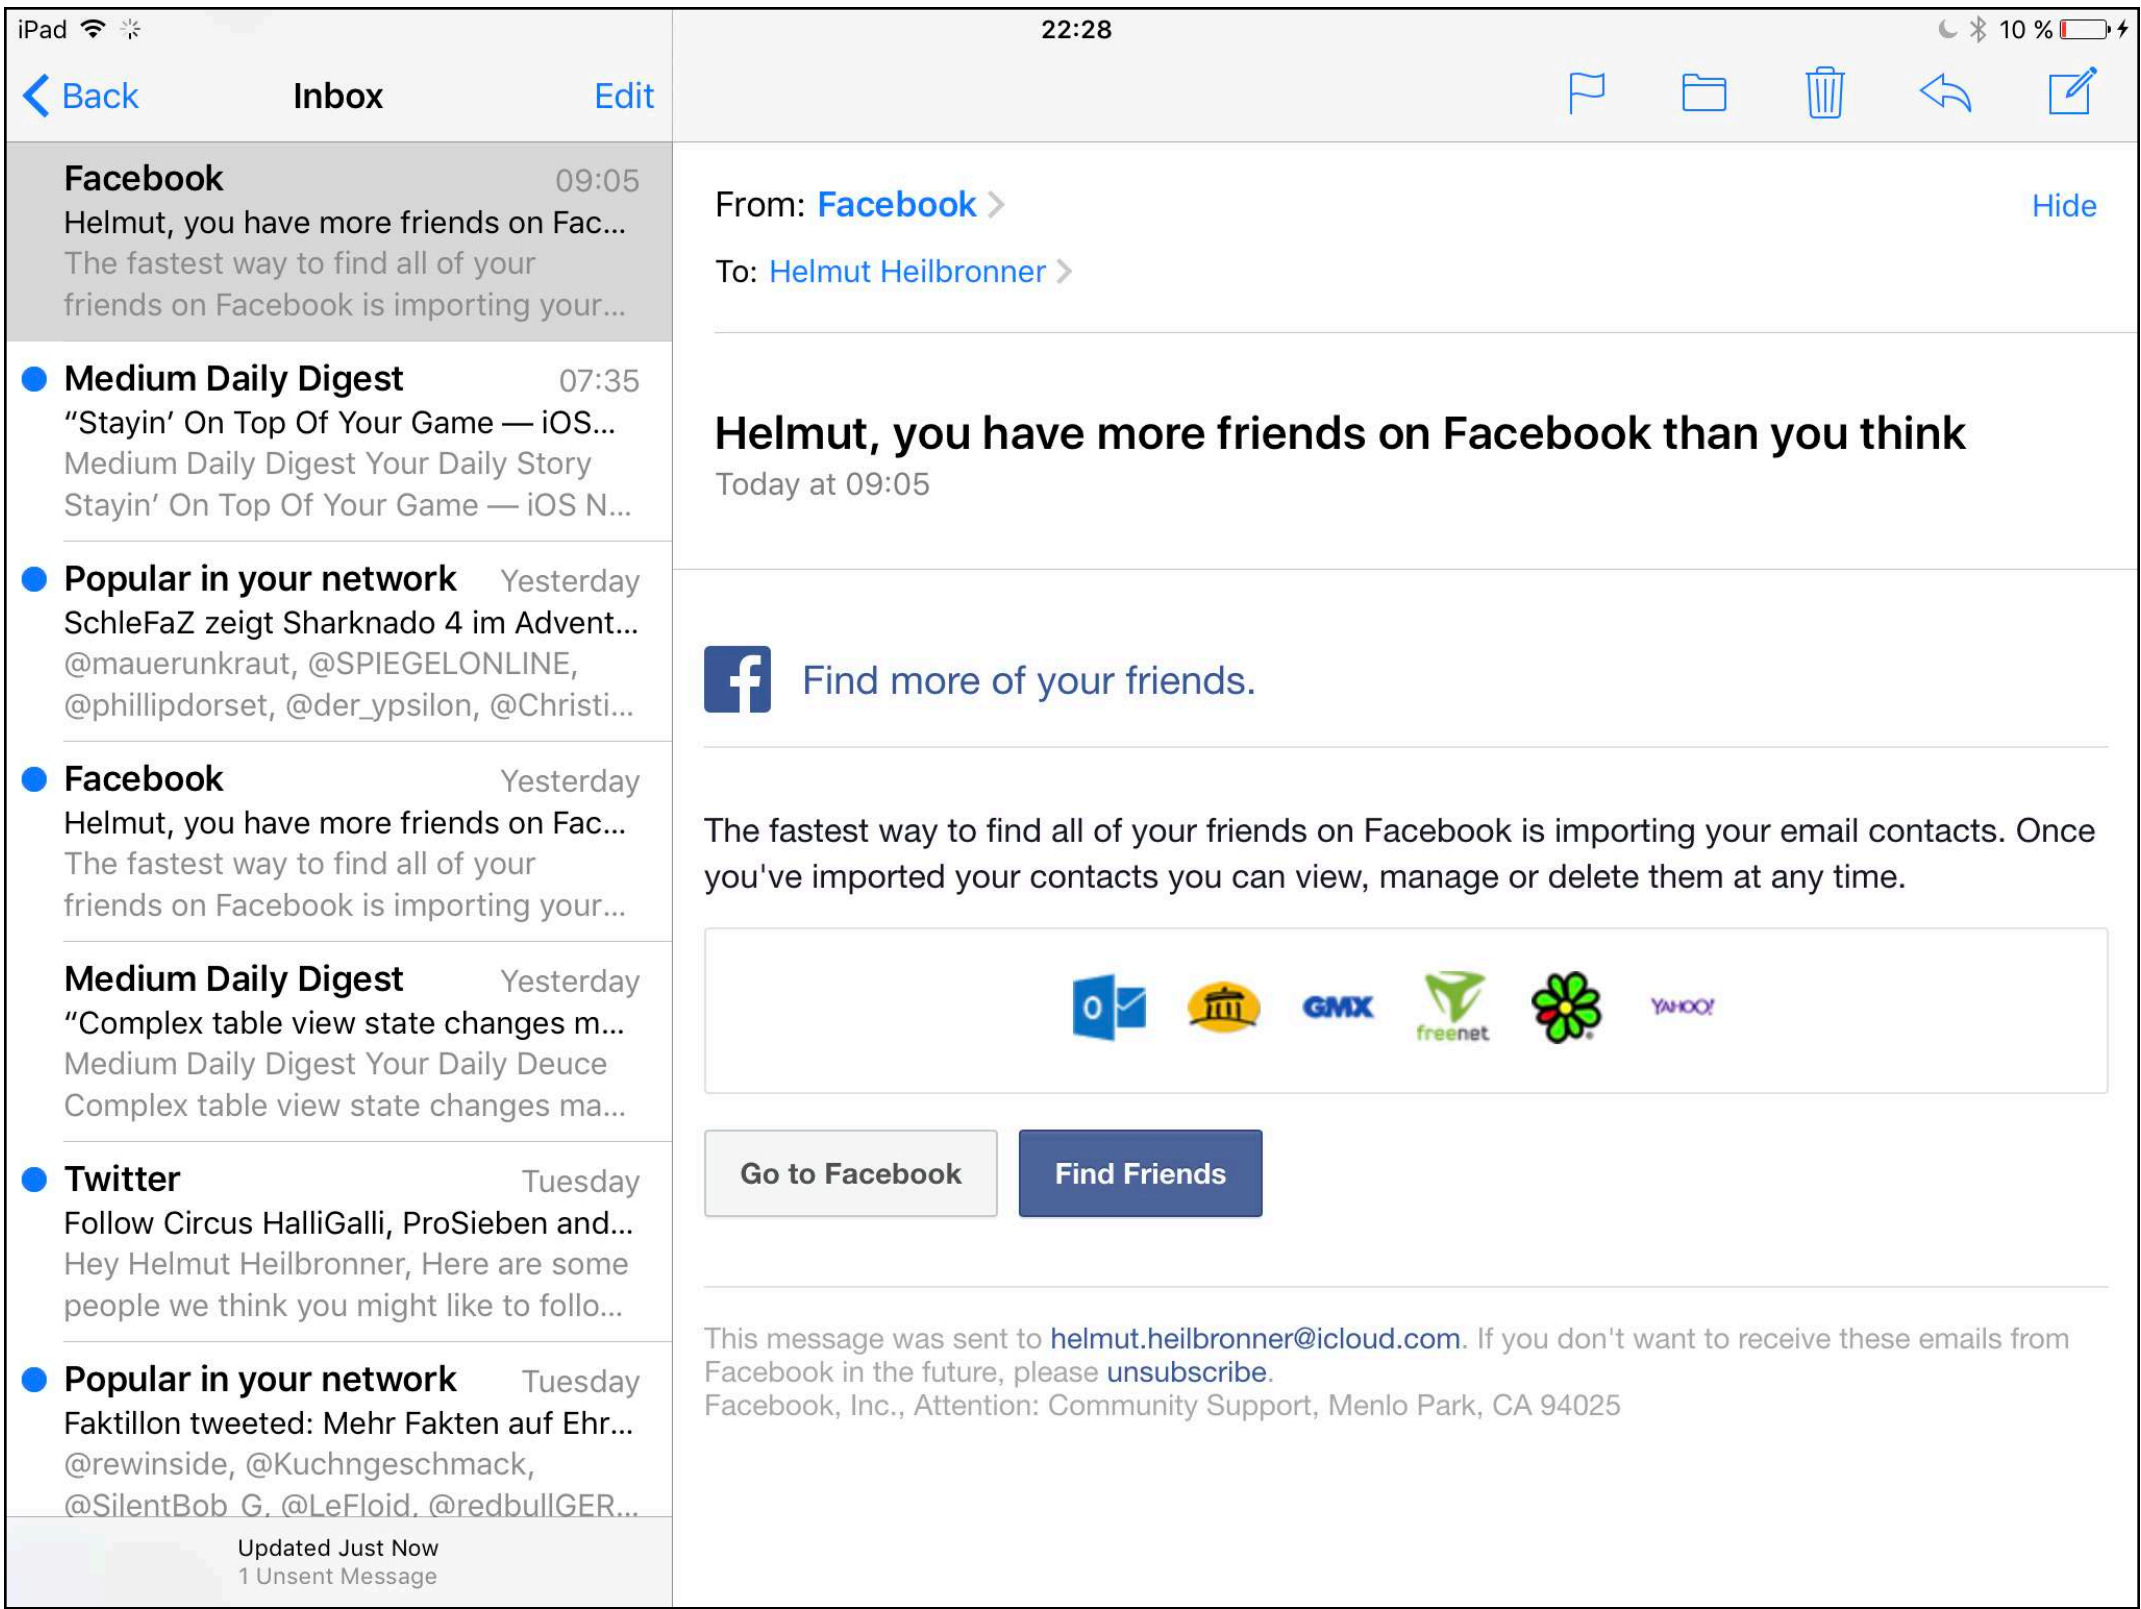 iPad
22:28
10 %
Back
Inbox
Edit
Facebook 09:05
Helmut, you have more friends on Fac...
The fastest way to find all of your
friends on Facebook is importing your...
Medium Daily Digest 07:35
“Stayin’ On Top Of Your Game — iOS...
Medium Daily Digest Your Daily Story
Stayin’ On Top Of Your Game — iOS N...
Popular in your network Yesterday
SchleFaZ zeigt Sharknado 4 im Advent...
@mauerunkraut, @SPIEGELONLINE,
@phillipdorset, @der_ypsilon, @Christi...
Facebook Yesterday
Helmut, you have more friends on Fac...
The fastest way to find all of your
friends on Facebook is importing your...
Medium Daily Digest Yesterday
“Complex table view state changes m...
Medium Daily Digest Your Daily Deuce
Complex table view state changes ma...
Twitter Tuesday
Follow Circus HalliGalli, ProSieben and...
Hey Helmut Heilbronner, Here are some
people we think you might like to follo...
Popular in your network Tuesday
Faktillon tweeted: Mehr Fakten auf Ehr...
@rewinside, @Kuchngeschmack,
@SilentBob_G, @LeFloid, @redbullGER...
Updated Just Now
1 Unsent Message
From: Facebook
Hide
To: Helmut Heilbronner
Helmut, you have more friends on Facebook than you think
Today at 09:05
Find more of your friends.
The fastest way to find all of your friends on Facebook is importing your email contacts. Once
you've imported your contacts you can view, manage or delete them at any time.
GMX
freenet
YAHOO!
Go to Facebook
Find Friends
This message was sent to helmut.heilbronner@icloud.com. If you don't want to receive these emails from
Facebook in the future, please unsubscribe.
Facebook, Inc., Attention: Community Support, Menlo Park, CA 94025